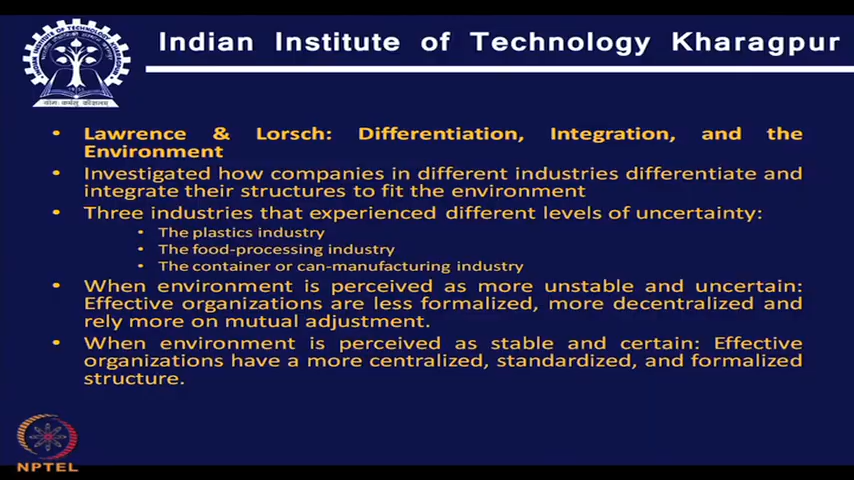 Indian Institute of Technology Kharagpur
• Lawrence & Lorsch: Differentiation, Integration, and the
Environment
• Investigated how companies in different industries differentiate and
integrate their structures to fit the environment
• Three industries that experienced different levels of uncertainty:
• The plastics industry
• The food-processing industry
• The container or can-manufacturing industry
• When environment is perceived as more unstable and uncertain:
Effective organizations are less formalized, more decentralized and
rely more on mutual adjustment.
• When environment is perceived as stable and certain: Effective
organizations have a more centralized, standardized, and formalized
structure.
NPTEL